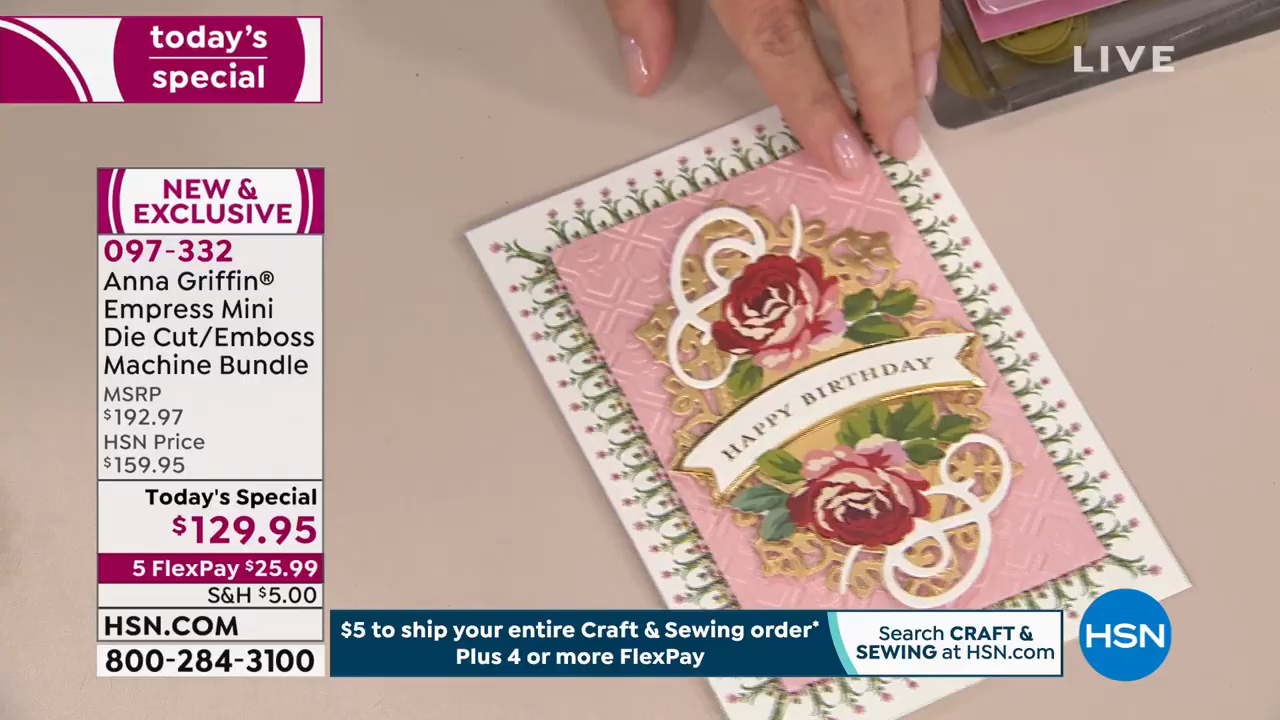 today's
special
LIVE
NEW &
EXCLUSIVE
097-332
Anna Griffin®
Empress Mini
Die Cut/Emboss
Machine Bundle
MSRP
$192.97
HSN Price
$159.95
Today's Special
$129.95
5 FlexPay $25.99
S&H $5.00
HSN.COM
800-284-3100
HAPPY BIRTHDAY
$5 to ship your entire Craft & Sewing order*
Plus 4 or more FlexPay
Search CRAFT &
SEWING at HSN.com
HSN